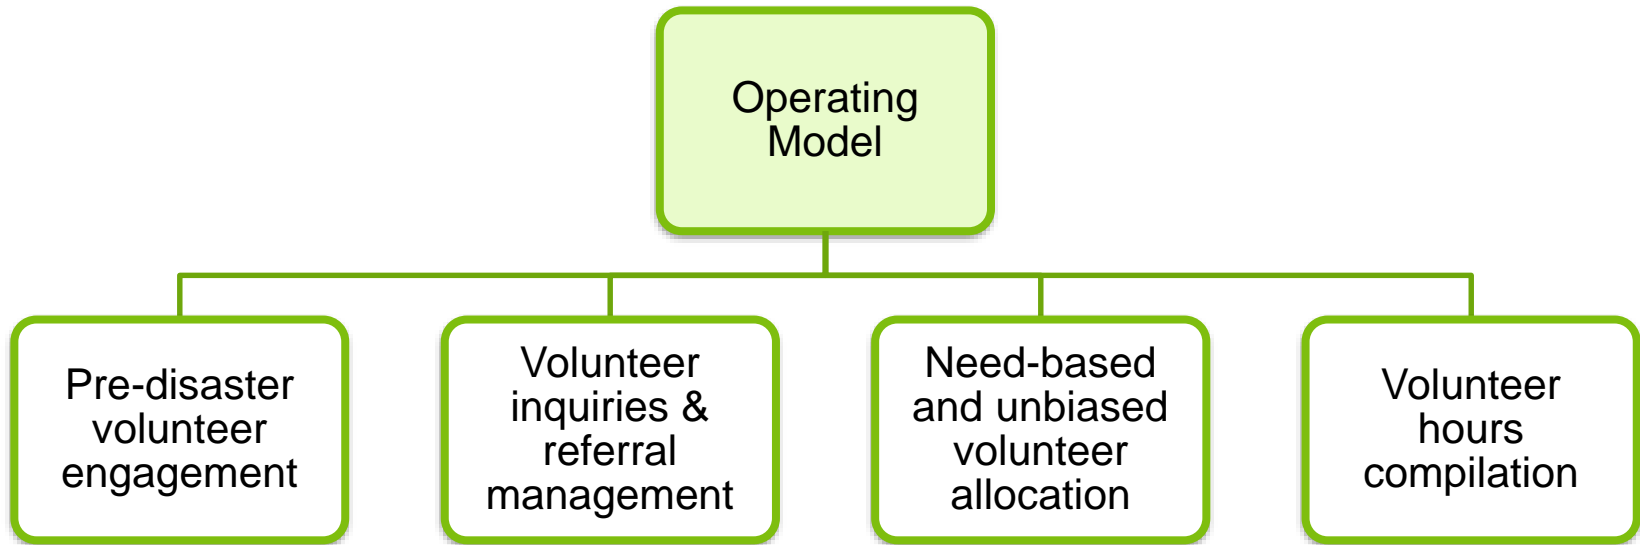 Operating
Model
Pre-disaster
volunteer
engagement
Volunteer
inquiries &
referral
management
Need-based
and unbiased
volunteer
allocation
Volunteer
hours
compilation